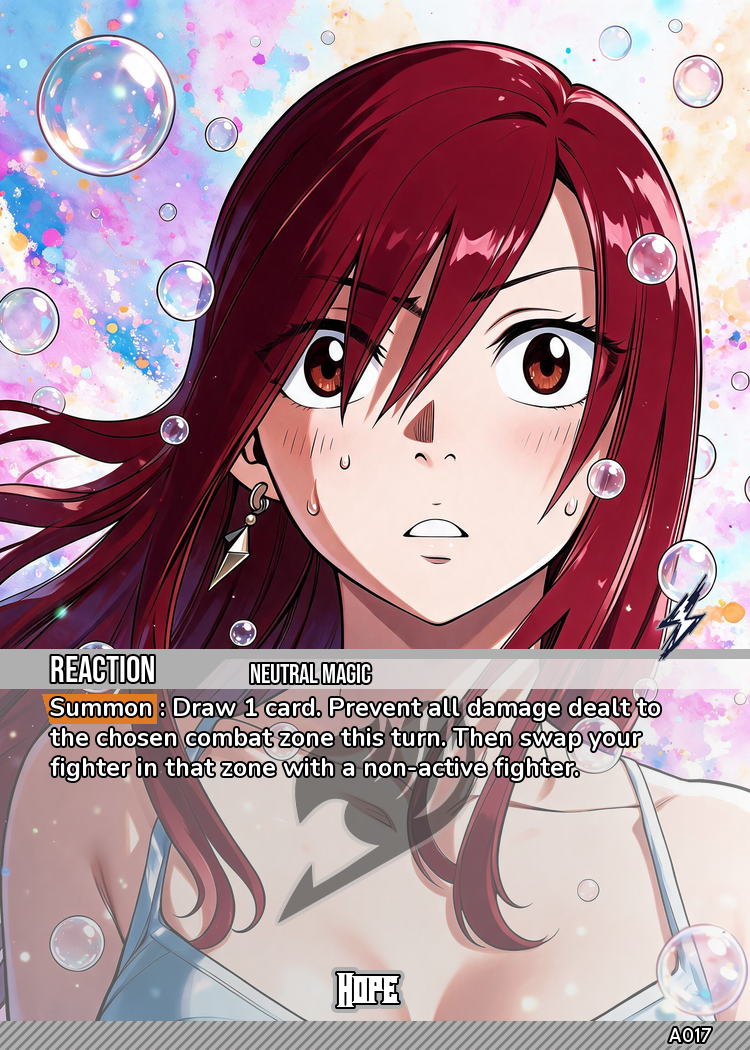 REACTION
NEUTRAL MAGIC
Summon : Draw 1 card. Prevent all damage dealt to
the chosen combat zone this turn. Then swap your
fighter in that zone with a non-active fighter.
HOPE
A017